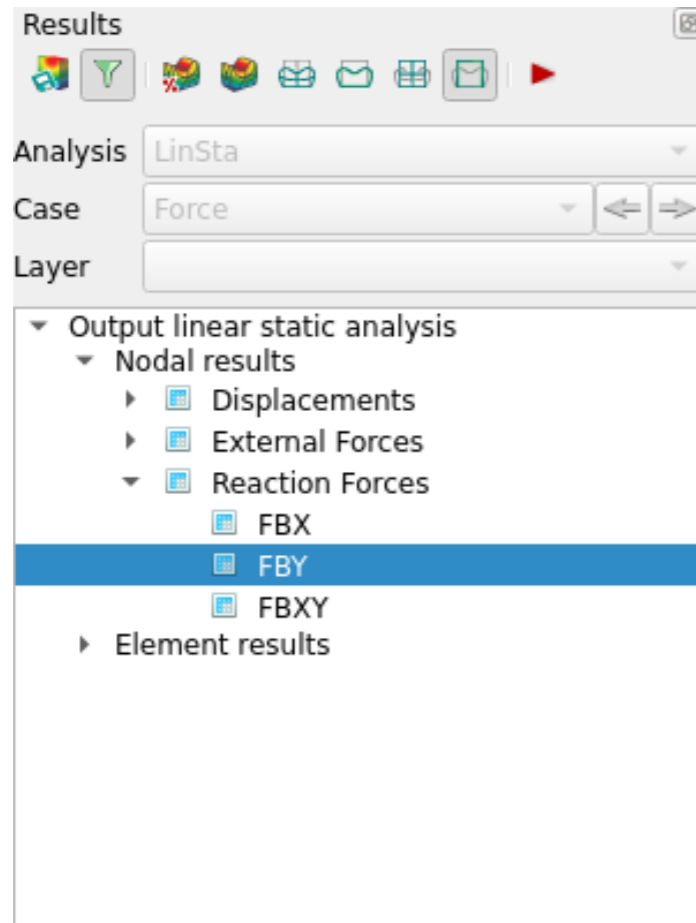 Results
Analysis LinSta
Case Force
Layer
Output linear static analysis
Nodal results
Displacements
External Forces
Reaction Forces
FBX
FBY
FBXY
Element results